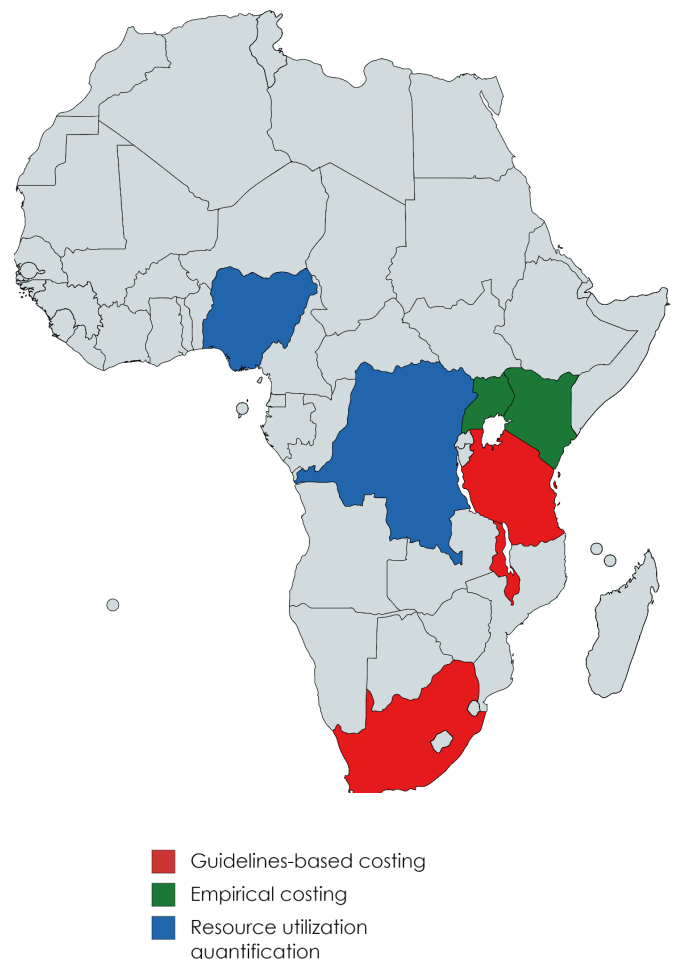 Guidelines-based costing
Empirical costing
Resource utilization
quantification